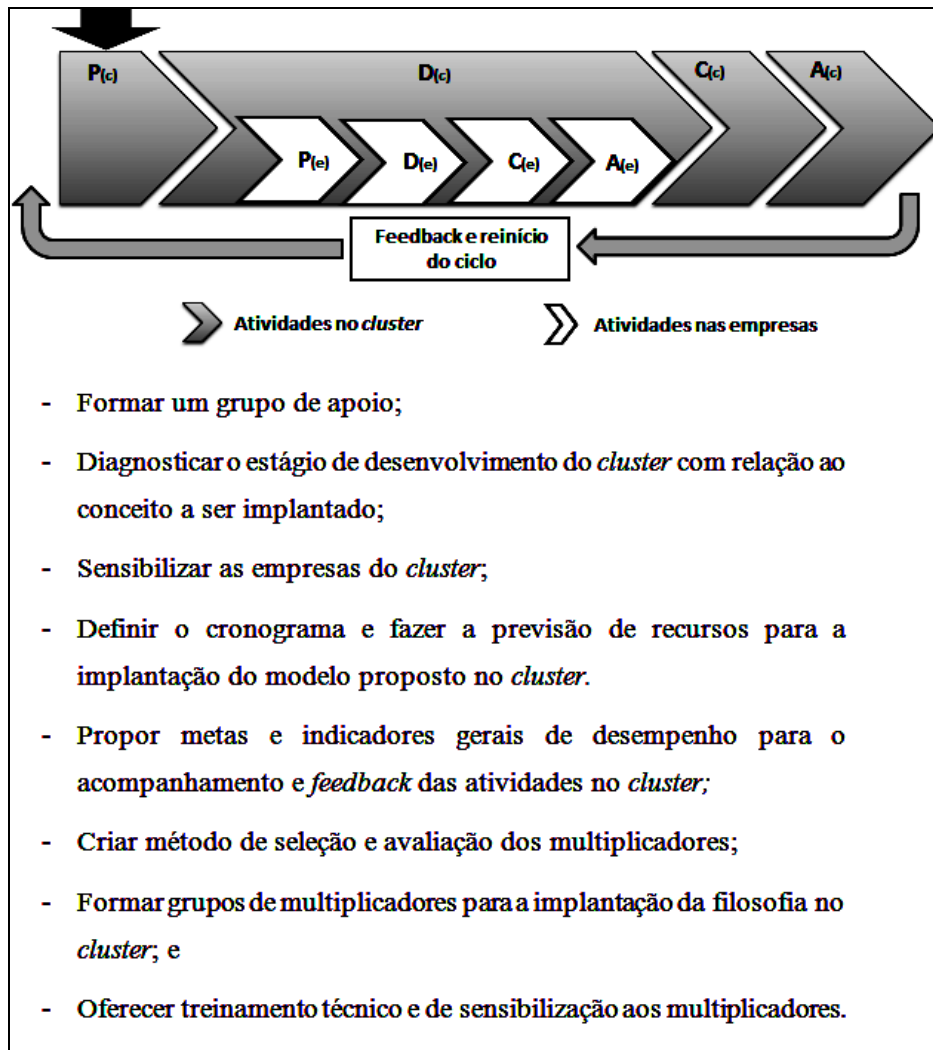 P(c)
D(c)
C(c)
A(c)
P(e)
D(e)
C(e)
A(e)
Feedback e reinício
do ciclo
Atividades no cluster
Atividades nas empresas
- Formar um grupo de apoio;
- Diagnosticar o estágio de desenvolvimento do cluster com relação ao
conceito a ser implantado;
- Sensibilizar as empresas do cluster;
- Definir o cronograma e fazer a previsão de recursos para a
implantação do modelo proposto no cluster.
- Propor metas e indicadores gerais de desempenho para o
acompanhamento e feedback das atividades no cluster;
- Criar método de seleção e avaliação dos multiplicadores;
- Formar grupos de multiplicadores para a implantação da filosofia no
cluster; e
- Oferecer treinamento técnico e de sensibilização aos multiplicadores.